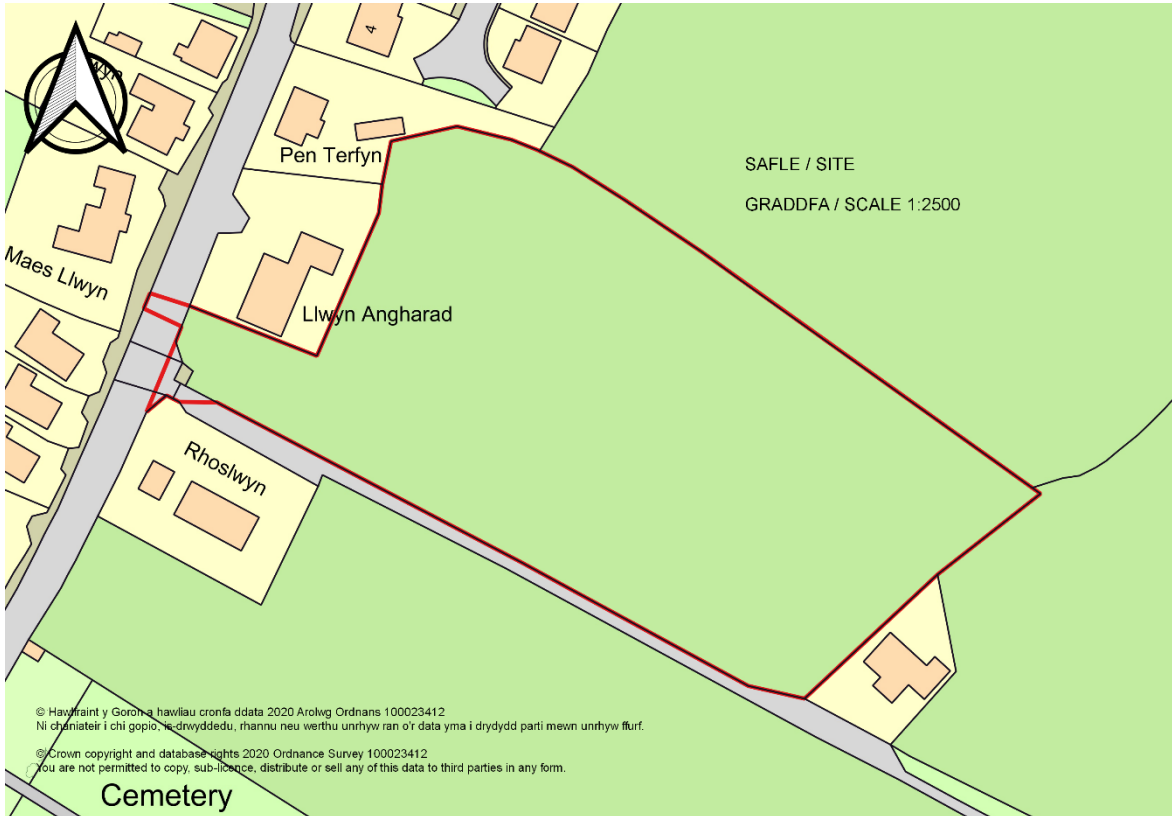 4
Pen Terfyn
SAFLE / SITE
GRADDFA / SCALE 1:2500
Maes Llwyn
Llwyn Angharad
Rhoslwyn
© Hawlfraint y Goron a hawliau cronfa ddata 2020 Arolwg Ordnans 100023412
Ni chaniateir i chi gopio, is-drwyddedu, rhannu neu werthu unrhyw ran o'r data yma i drydydd parti mewn unrhyw ffurf.
© Crown copyright and database rights 2020 Ordnance Survey 100023412
You are not permitted to copy, sub-licence, distribute or sell any of this data to third parties in any form.
Cemetery